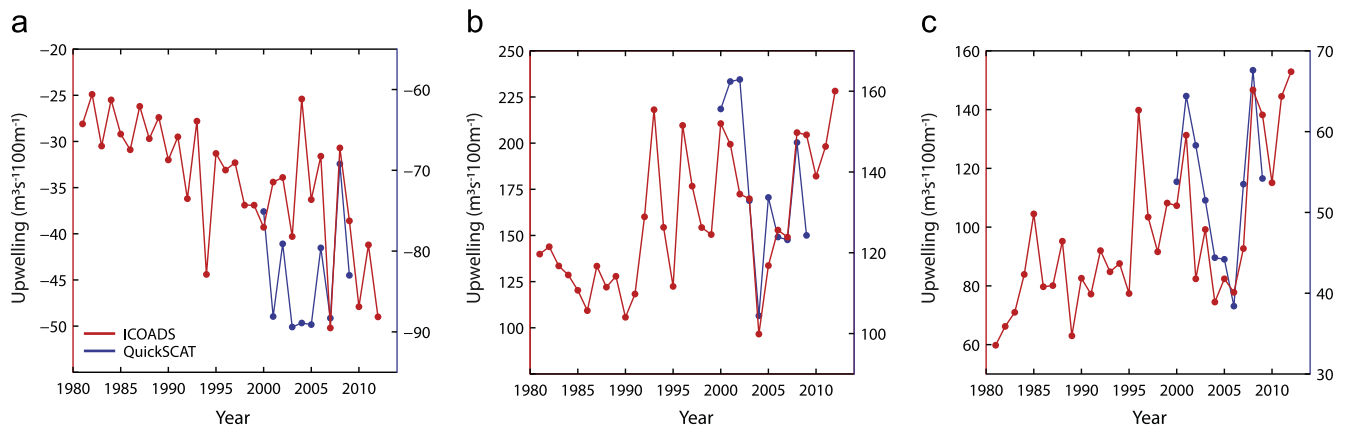 a
−20
−25
−30
−35
−40
−45
−50
Upwelling (m³s-¹100m⁻¹)
−60
−70
−80
−90
ICOADS
QuickSCAT
1980 1985 1990 1995 2000 2005 2010
Year
b
250
225
200
175
150
125
100
Upwelling (m³s-¹100m⁻¹)
160
140
120
100
1980 1985 1990 1995 2000 2005 2010
Year
c
160
140
120
100
80
60
Upwelling (m³s-¹100m⁻¹)
70
60
50
40
30
1980 1985 1990 1995 2000 2005 2010
Year